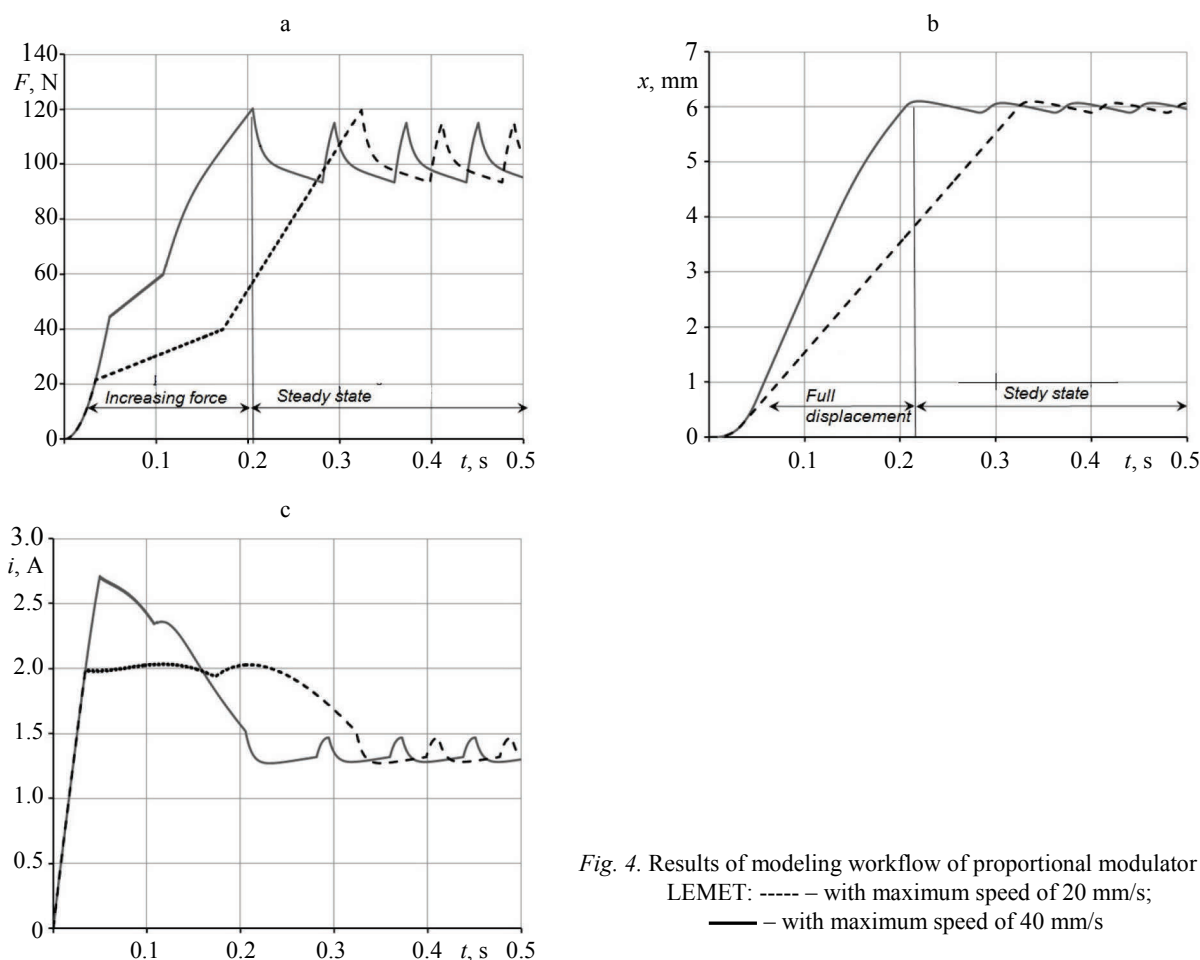 a
140
F, N
120
100
80
60
40
20
0
Increasing force
Steady state
0.1 0.2 0.3 0.4 t, s 0.5
b
7
x, mm
6
5
4
3
2
1
0
Full
displacement
Stedy state
0.1 0.2 0.3 0.4 t, s 0.5
c
3.0
i, A
2.5
2.0
1.5
1.0
0.5
0
0.1 0.2 0.3 0.4 t, s 0.5
Fig. 4. Results of modeling workflow of proportional modulator
LEMET: ----- – with maximum speed of 20 mm/s;
—— – with maximum speed of 40 mm/s